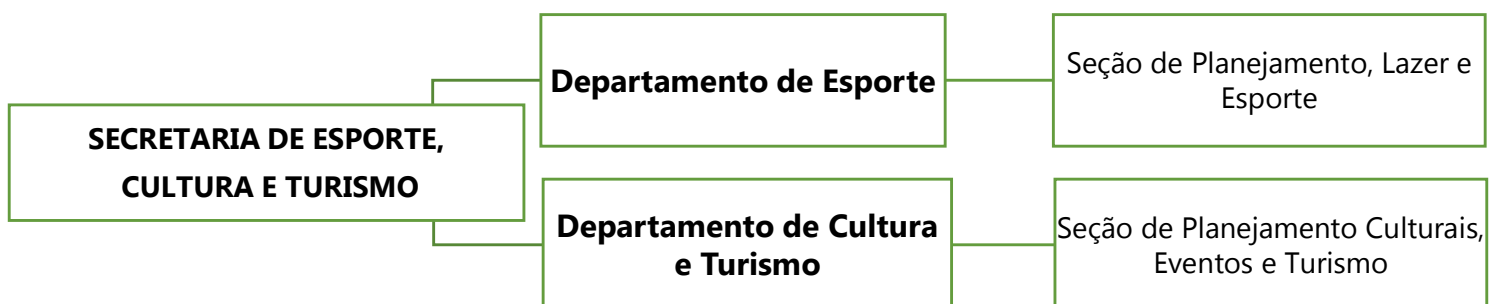 SECRETARIA DE ESPORTE,
CULTURA E TURISMO
Departamento de Esporte
Seção de Planejamento, Lazer e
Esporte
Departamento de Cultura
e Turismo
Seção de Planejamento Culturais,
Eventos e Turismo